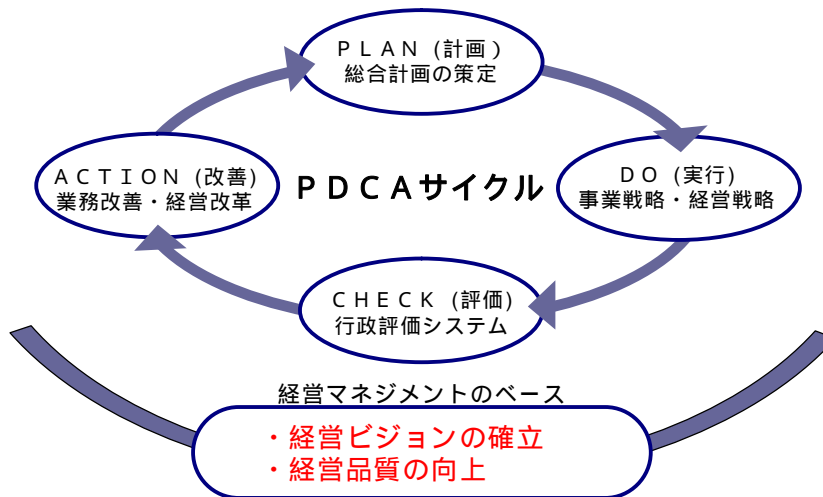 ＰＬＡＮ (計画)
総合計画の策定
ＡＣＴＩＯＮ (改善)
業務改善・経営改革
ＰＤＣＡサイクル
ＤＯ (実行)
事業戦略・経営戦略
ＣＨＥＣＫ (評価)
行政評価システム
経営マネジメントのベース
・経営ビジョンの確立
・経営品質の向上